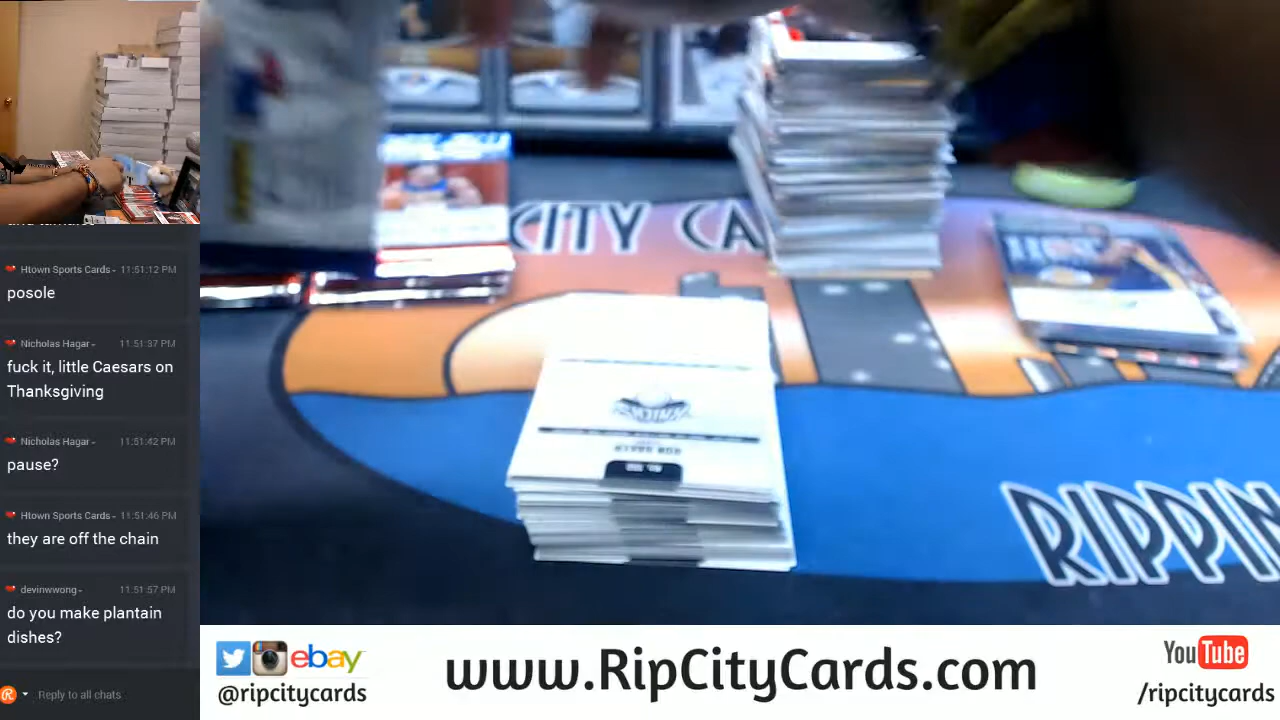 Htown Sports Cards- 11:51:12 PM
posole
Nicholas Hagar- 11:51:37 PM
fuck it, little Caesars on
Thanksgiving
Nicholas Hagar- 11:51:42 PM
pause?
Htown Sports Cards- 11:51:46 PM
they are off the chain
devinwwong- 11:51:57 PM
do you make plantain
dishes?
Reply to all chats
CITY CA
RIPPIN
ebay
@ripcitycards
www.RipCityCards.com
YouTube
/ripcitycards